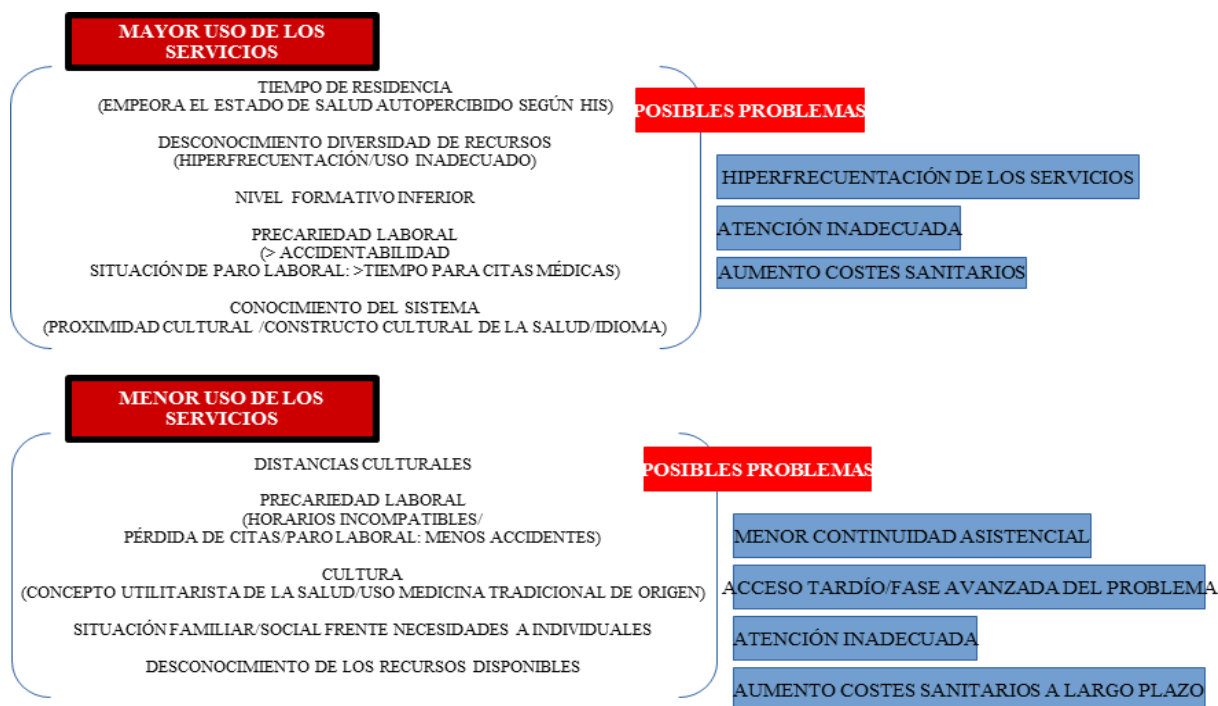 MAYOR USO DE LOS
SERVICIOS
TIEMPO DE RESIDENCIA
(EMPEORA EL ESTADO DE SALUD AUTOPERCIBIDO SEGÚN HIS)
DESCONOCIMIENTO DIVERSIDAD DE RECURSOS
(HIPERFRECUENTACIÓN/USO INADECUADO)
NIVEL FORMATIVO INFERIOR
PRECARIEDAD LABORAL
(> ACCIDENTABILIDAD
SITUACIÓN DE PARO LABORAL: >TIEMPO PARA CITAS MÉDICAS)
CONOCIMIENTO DEL SISTEMA
(PROXIMIDAD CULTURAL /CONSTRUCTO CULTURAL DE LA SALUD/IDIOMA)
POSIBLES PROBLEMAS
HIPERFRECUENTACIÓN DE LOS SERVICIOS
ATENCIÓN INADECUADA
AUMENTO COSTES SANITARIOS
MENOR USO DE LOS
SERVICIOS
DISTANCIAS CULTURALES
PRECARIEDAD LABORAL
(HORARIOS INCOMPATIBLES/
PÉRDIDA DE CITAS/PARO LABORAL: MENOS ACCIDENTES)
CULTURA
(CONCEPTO UTILITARISTA DE LA SALUD/USO MEDICINA TRADICIONAL DE ORIGEN)
SITUACIÓN FAMILIAR/SOCIAL FRENTE NECESIDADES A INDIVIDUALES
DESCONOCIMIENTO DE LOS RECURSOS DISPONIBLES
POSIBLES PROBLEMAS
MENOR CONTINUIDAD ASISTENCIAL
ACCESO TARDÍO/FASE AVANZADA DEL PROBLEMA
ATENCIÓN INADECUADA
AUMENTO COSTES SANITARIOS A LARGO PLAZO